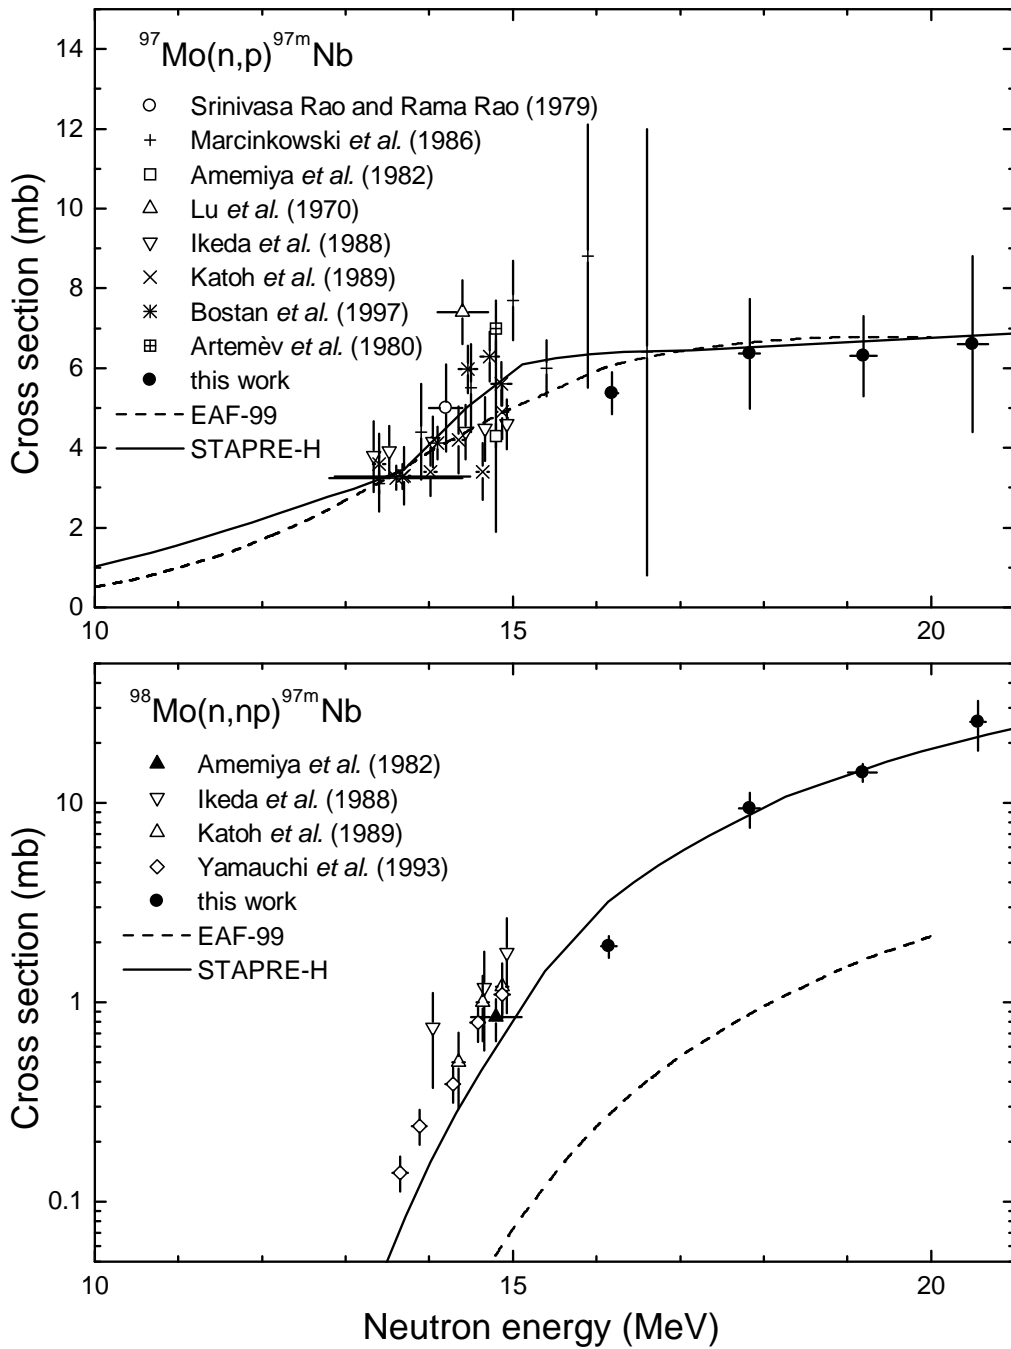 ⁹⁷Mo(n,p)⁹⁷ᵐNb
Srinivasa Rao and Rama Rao (1979)
Marcinkowski et al. (1986)
Amemiya et al. (1982)
Lu et al. (1970)
Ikeda et al. (1988)
Katoh et al. (1989)
Bostan et al. (1997)
Artemèv et al. (1980)
this work
EAF-99
STAPRE-H
Cross section (mb)
14
12
10
8
6
4
2
0
10
15
20
⁹⁸Mo(n,np)⁹⁷ᵐNb
Amemiya et al. (1982)
Ikeda et al. (1988)
Katoh et al. (1989)
Yamauchi et al. (1993)
this work
EAF-99
STAPRE-H
Cross section (mb)
10
1
0.1
10
15
20
Neutron energy (MeV)